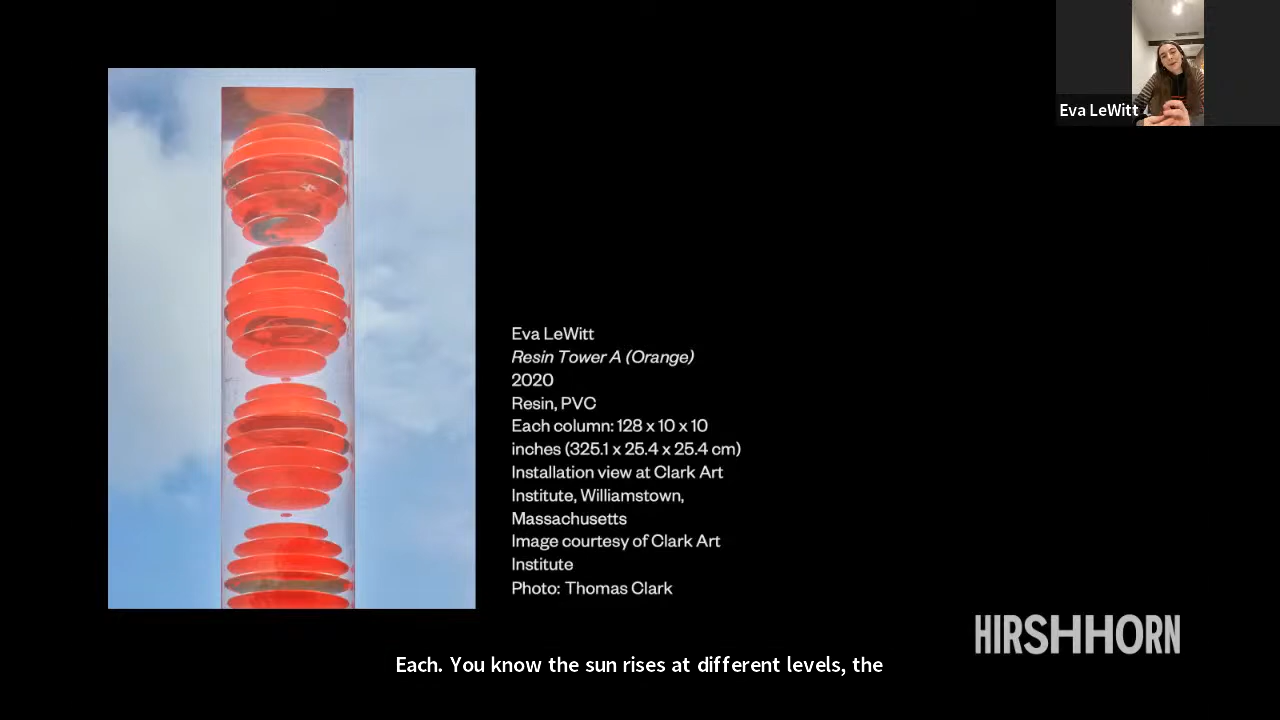 Eva LeWitt
Eva LeWitt
Resin Tower A (Orange)
2020
Resin, PVC
Each column: 128 x 10 x 10
inches (325.1 x 25.4 x 25.4 cm)
Installation view at Clark Art
Institute, Williamstown,
Massachusetts
Image courtesy of Clark Art
Institute
Photo: Thomas Clark
HIRSHHORN
Each. You know the sun rises at different levels, the